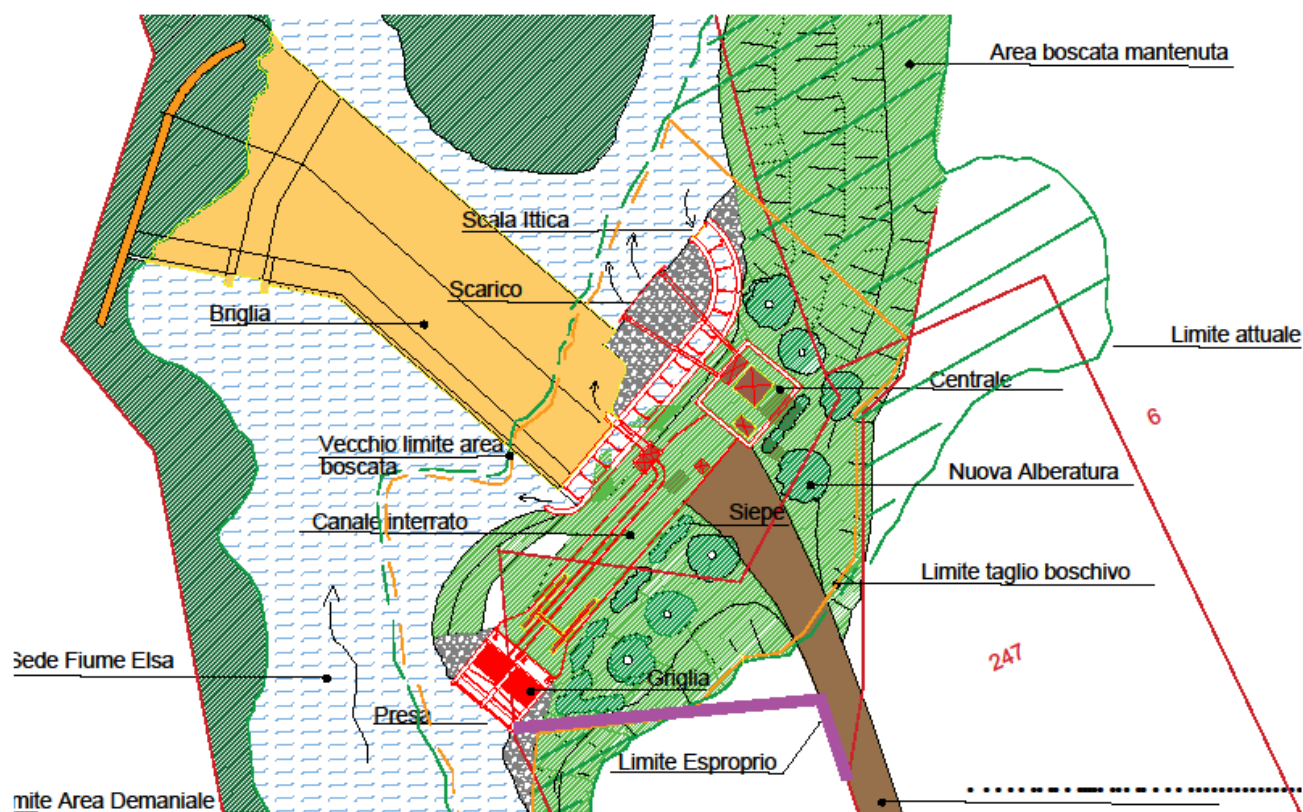 Area boscata mantenuta
Scala Ittica
Scarico
Briglia
Limite attuale
Centrale
6
Vecchio limite area
boscata
Nuova Alberatura
Siepe
Canale interrato
Limite taglio boschivo
247
Sede Fiume Elsa
Griglia
Presa
Limite Esproprio
mite Area Demaniale